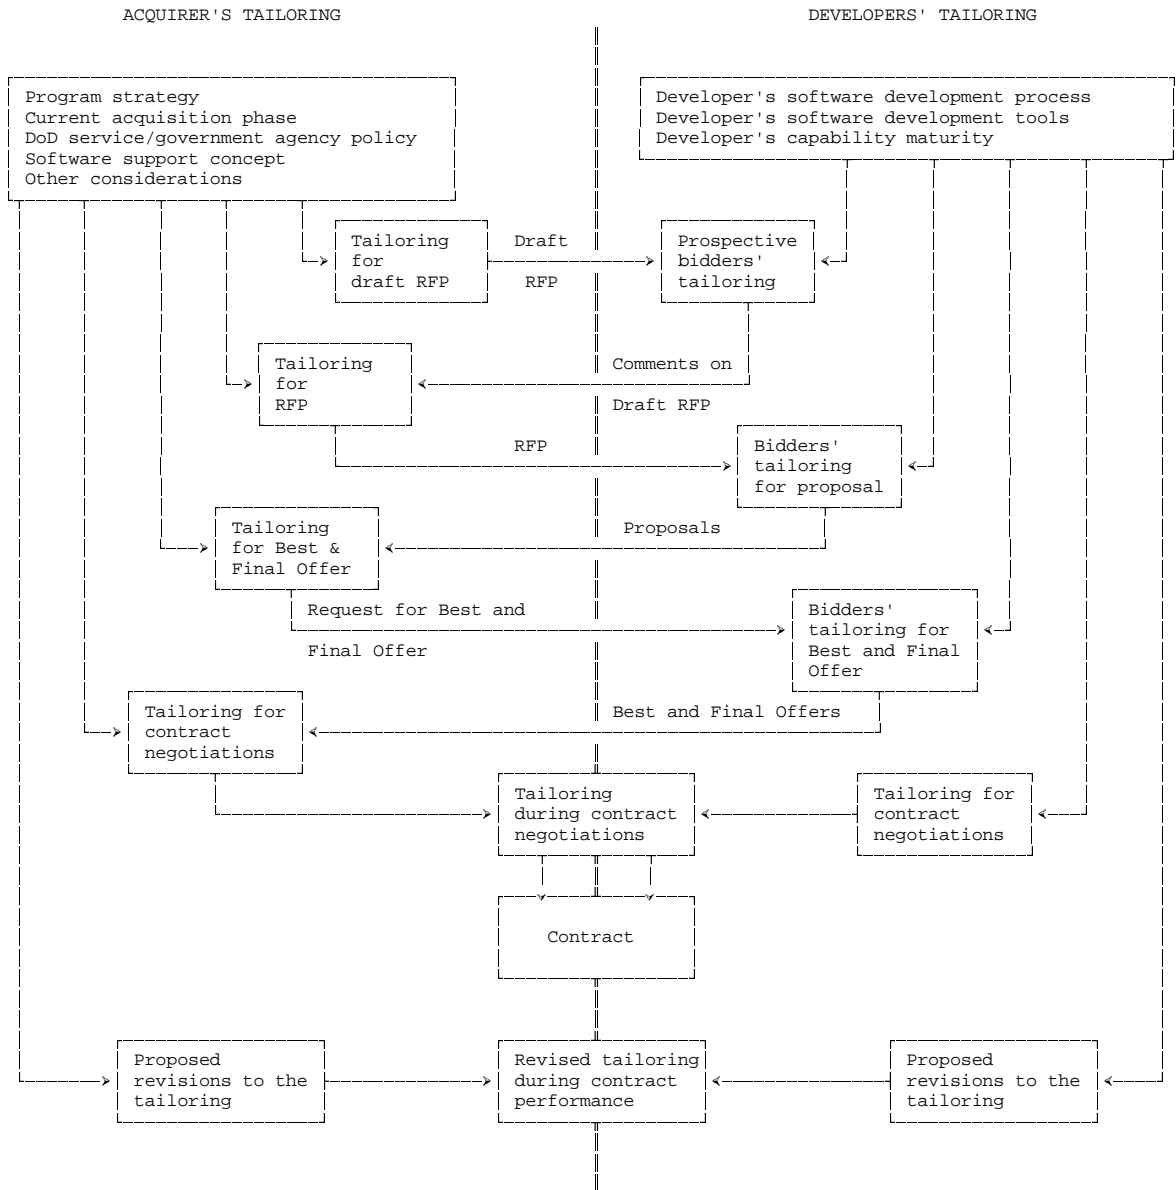 ACQUIRER'S TAILORING
DEVELOPERS' TAILORING
Program strategy
Current acquisition phase
DoD service/government agency policy
Software support concept
Other considerations
Developer's software development process
Developer's software development tools
Developer's capability maturity
Tailoring
for
draft RFP
Draft
RFP
Prospective
bidders'
tailoring
Tailoring
for
RFP
Comments on
Draft RFP
RFP
Bidders'
tailoring
for proposal
Tailoring
for Best &
Final Offer
Proposals
Request for Best and
Final Offer
Bidders'
tailoring for
Best and Final
Offer
Tailoring for
contract
negotiations
Best and Final Offers
Tailoring
during contract
negotiations
Tailoring for
contract
negotiations
Contract
Proposed
revisions to the
tailoring
Revised tailoring
during contract
performance
Proposed
revisions to the
tailoring